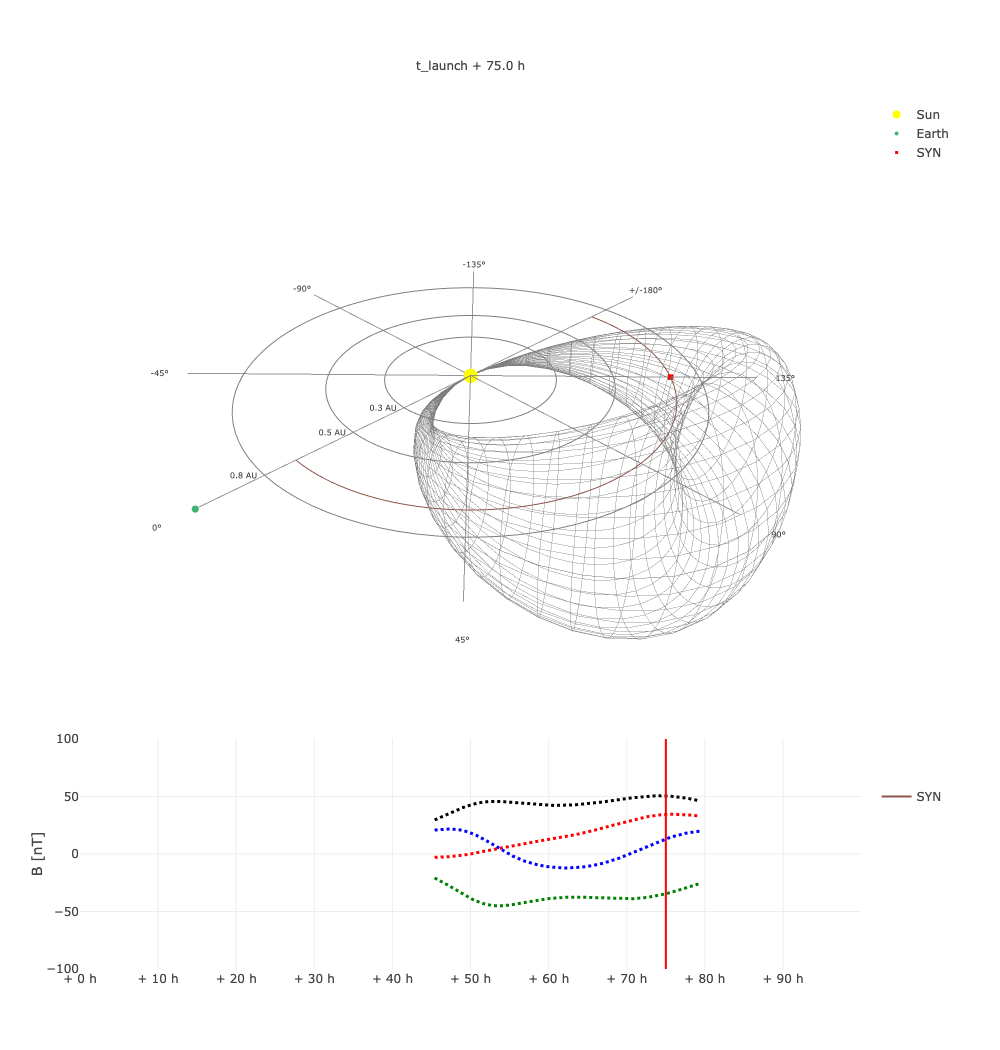 t_launch + 75.0 h
Sun
Earth
SYN
-135°
-90°
+/-180°
-45°
135°
0.3 AU
0.5 AU
0.8 AU
0°
90°
45°
100
50
0
−50
−100
B [nT]
+ 0 h
+ 10 h
+ 20 h
+ 30 h
+ 40 h
+ 50 h
+ 60 h
+ 70 h
+ 80 h
+ 90 h
SYN